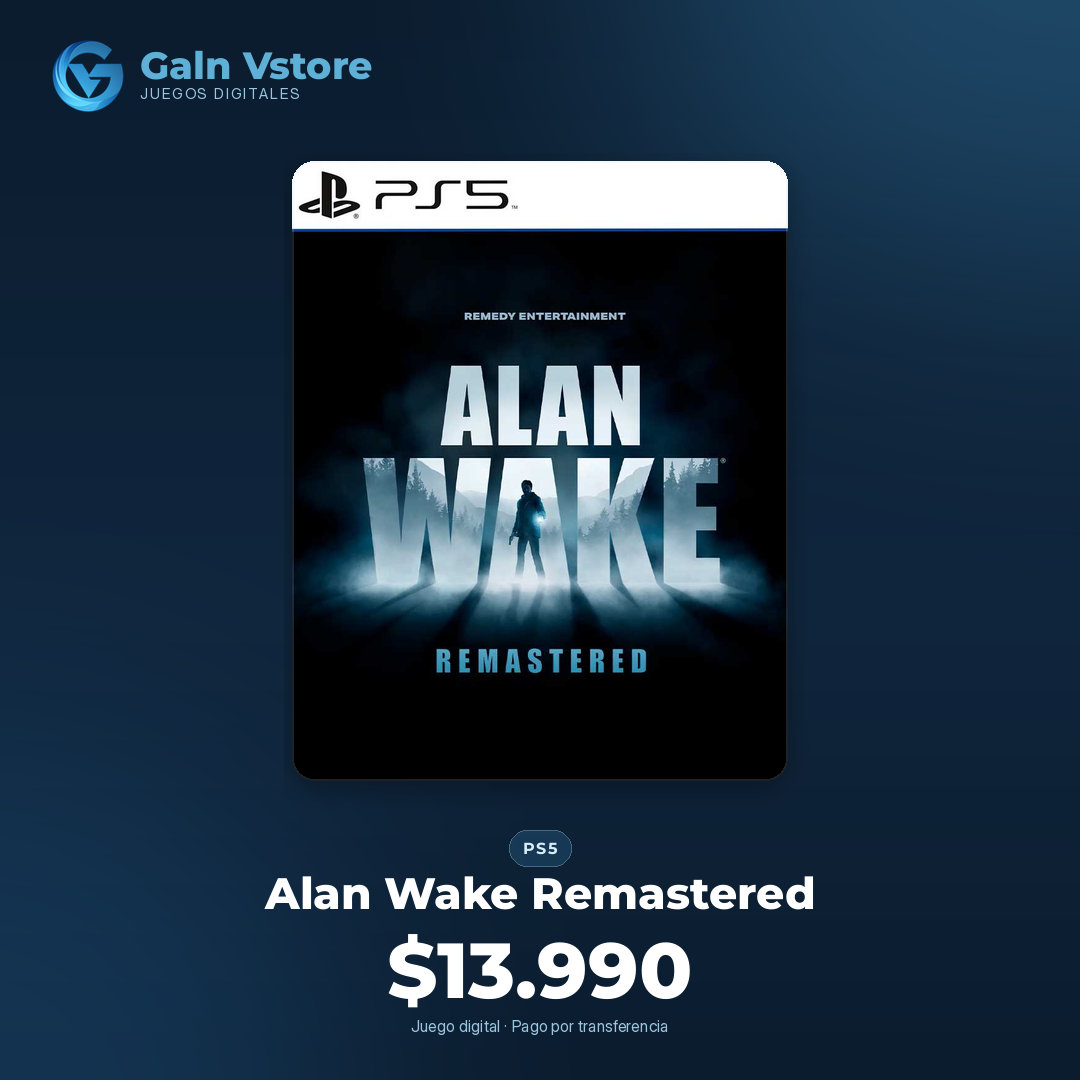 Galn Vstore
JUEGOS DIGITALES
PS5
REMEDY ENTERTAINMENT
ALAN
WAKE
REMASTERED
PS5
Alan Wake Remastered
$13.990
Juego digital · Pago por transferencia